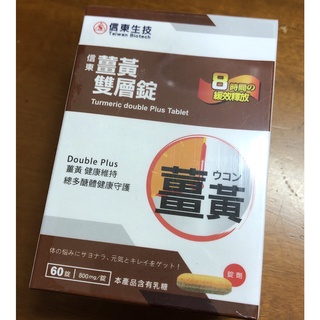 信東生技
Taiwan Biotech
信東
薑黃
雙層錠
Turmeric double Plus Tablet
8時間の
緩效釋放
Double Plus
薑黃 健康維持
總多醣體健康守護
ウコン
薑黃
体の悩みにサヨナラ、元気とキレイをゲット!
60錠
800mg/錠
本產品含有乳糖
錠劑